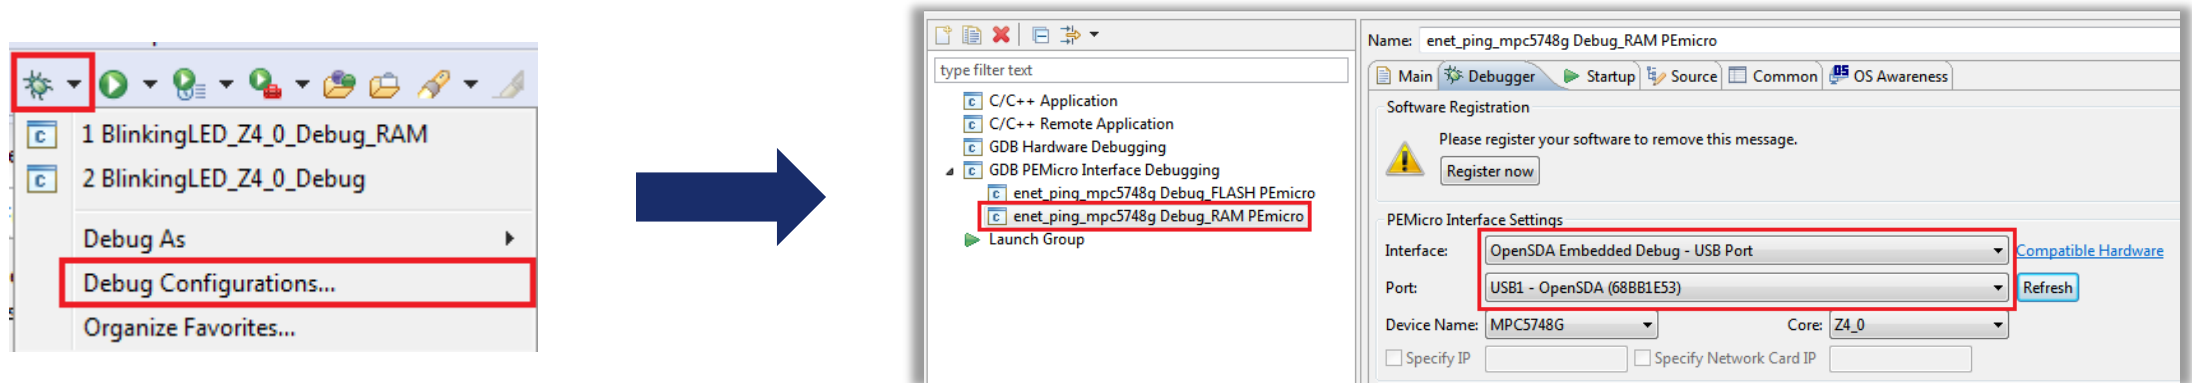 1 BlinkingLED_Z4_0_Debug_RAM
2 BlinkingLED_Z4_0_Debug
Debug As
Debug Configurations...
Organize Favorites...
type filter text
C/C++ Application
C/C++ Remote Application
GDB Hardware Debugging
GDB PEMicro Interface Debugging
enet_ping_mpc5748g Debug_FLASH PEmicro
enet_ping_mpc5748g Debug_RAM PEmicro
Launch Group
Name: enet_ping_mpc5748g Debug_RAM PEmicro
Main Debugger Startup Source Common OS Awareness
Software Registration
Please register your software to remove this message.
Register now
PEMicro Interface Settings
Interface: OpenSDA Embedded Debug - USB Port Compatible Hardware
Port: USB1 - OpenSDA (68BB1E53) Refresh
Device Name: MPC5748G Core: Z4_0
Specify IP Specify Network Card IP